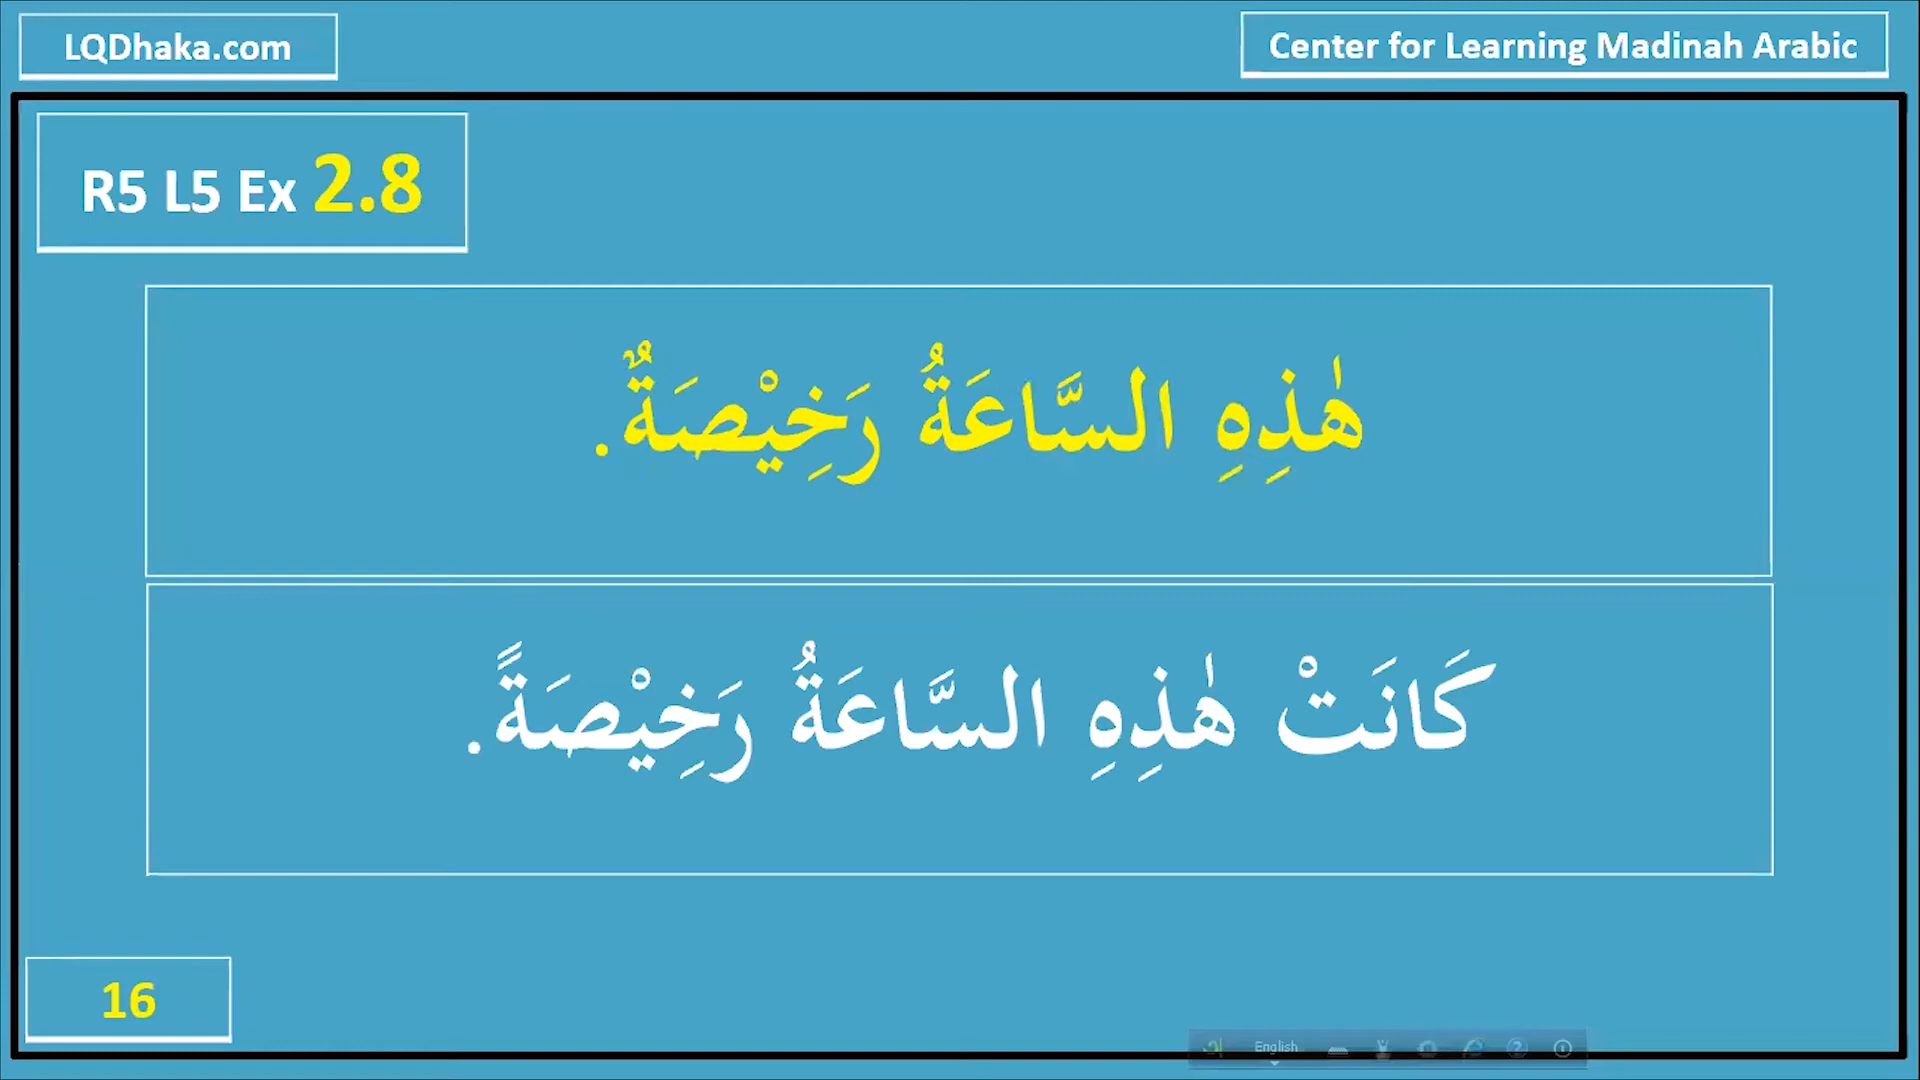 LQDhaka.com
Center for Learning Madinah Arabic
R5 L5 Ex 2.8
هٰذِهِ السَّاعَةُ رَخِيْصَةٌ.
كَانَتْ هٰذِهِ السَّاعَةُ رَخِيْصَةً.
16
English